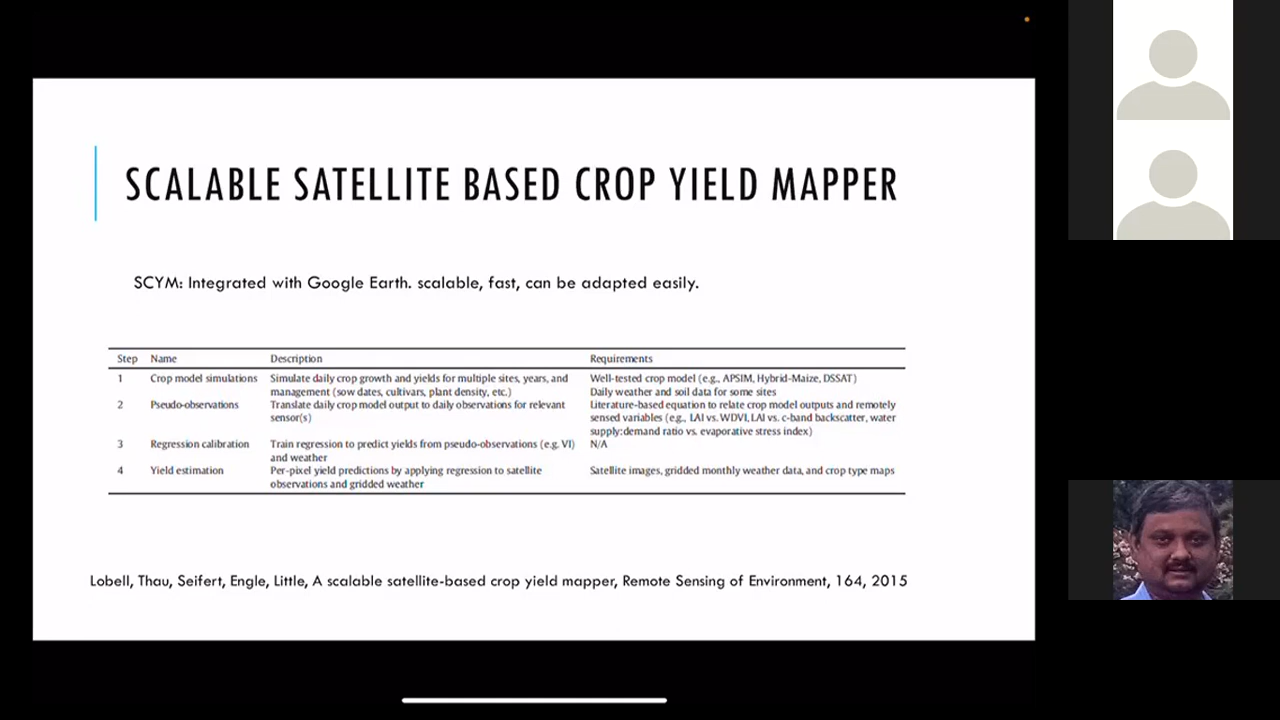 SCALABLE SATELLITE BASED CROP YIELD MAPPER
SCYM: Integrated with Google Earth. scalable, fast, can be adapted easily.
Step Name Description Requirements
1 Crop model simulations Simulate daily crop growth and yields for multiple sites, years, and Well-tested crop model (e.g., APSIM, Hybrid-Maize, DSSAT)
management (sow dates, cultivars, plant density, etc.) Daily weather and soil data for some sites
2 Pseudo-observations Translate daily crop model output to daily observations for relevant Literature-based equation to relate crop model outputs and remotely
sensor(s) sensed variables (e.g., LAI vs. WDVI, LAI vs. c-band backscatter, water
supply:demand ratio vs. evaporative stress index)
3 Regression calibration Train regression to predict yields from pseudo-observations (e.g. VI) N/A
and weather
4 Yield estimation Per-pixel yield predictions by applying regression to satellite Satellite images, gridded monthly weather data, and crop type maps
observations and gridded weather
Lobell, Thau, Seifert, Engle, Little, A scalable satellite-based crop yield mapper, Remote Sensing of Environment, 164, 2015